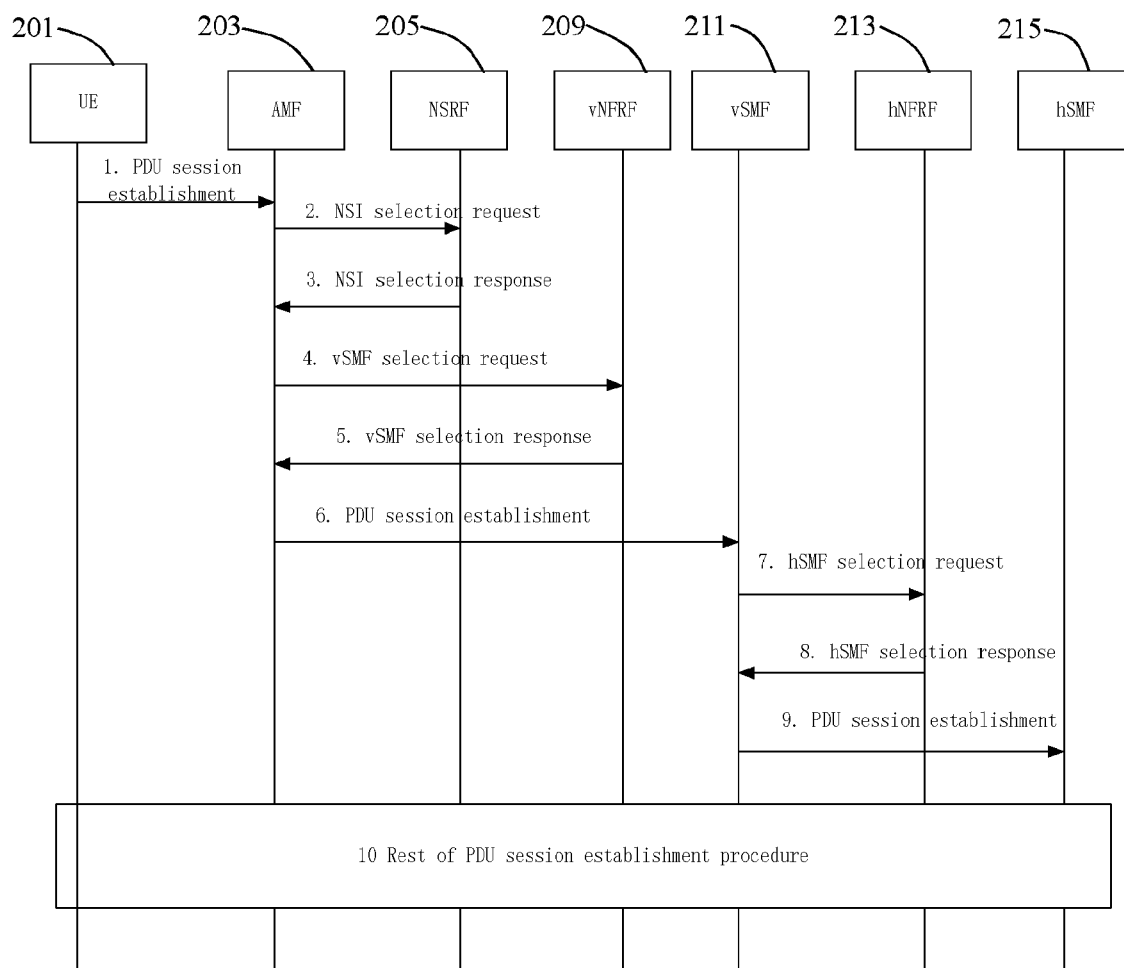 201 203 205 209 211 213 215
UE AMF NSRF vNFRF vSMF hNFRF hSMF
1. PDU session
establishment
2. NSI selection request
3. NSI selection response
4. vSMF selection request
5. vSMF selection response
6. PDU session establishment
7. hSMF selection request
8. hSMF selection response
9. PDU session establishment
10 Rest of PDU session establishment procedure